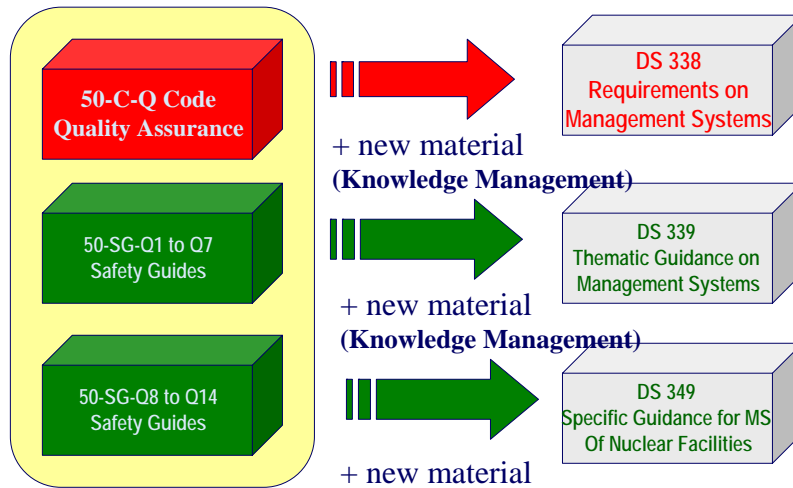 50-C-Q Code
Quality Assurance
DS 338
Requirements on
Management Systems
+ new material
(Knowledge Management)
50-SG-Q1 to Q7
Safety Guides
DS 339
Thematic Guidance on
Management Systems
+ new material
(Knowledge Management)
50-SG-Q8 to Q14
Safety Guides
DS 349
Specific Guidance for MS
Of Nuclear Facilities
+ new material